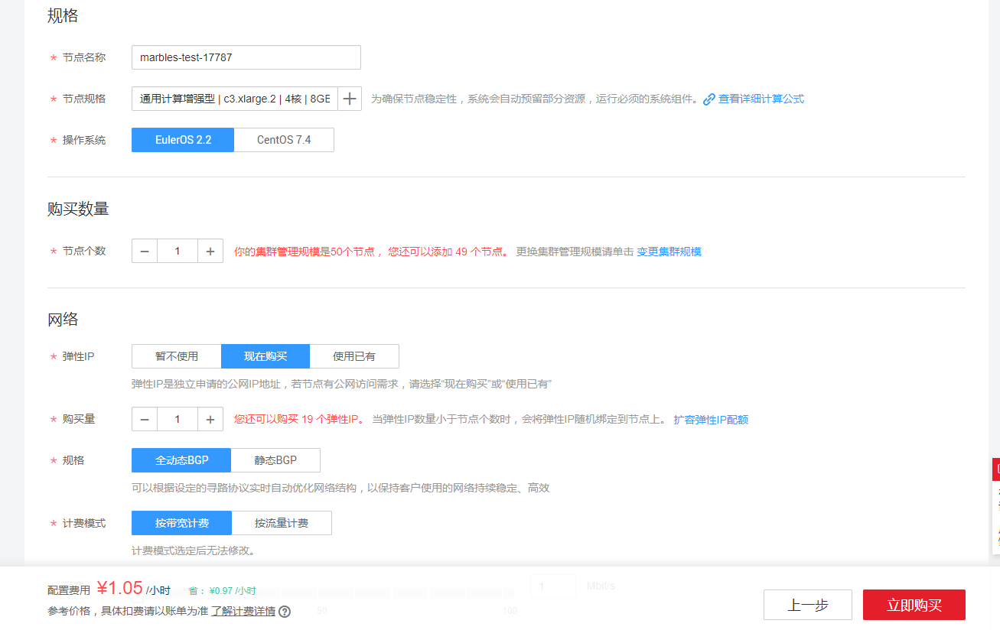 规格
* 节点名称 marbles-test-17787
* 节点规格 通用计算增强型 | c3.xlarge.2 | 4核 | 8GE 为确保节点稳定性，系统会自动预留部分资源，运行必须的系统组件。 查看详细计算公式
* 操作系统 EulerOS 2.2 CentOS 7.4
购买数量
* 节点个数 − 1 + 你的集群管理规模是50个节点， 您还可以添加 49 个节点。 更换集群管理规模请单击 变更集群规模
网络
* 弹性IP 暂不使用 现在购买 使用已有
弹性IP是独立申请的公网IP地址，若节点有公网访问需求，请选择“现在购买”或“使用已有”
* 购买量 − 1 + 您还可以购买 19 个弹性IP。 当弹性IP数量小于节点个数时，会将弹性IP随机绑定到节点上。 扩容弹性IP配额
* 规格 全动态BGP 静态BGP
可以根据设定的寻路协议实时自动优化网络结构，以保持客户使用的网络持续稳定、高效
* 计费模式 按带宽计费 按流量计费
计费模式选定后无法修改。
配置费用 ¥1.05 /小时 省： ¥0.97 /小时 1 Mbit/s
参考价格，具体扣费请以账单为准 了解计费详情 ? 50 100
上一步 立即购买